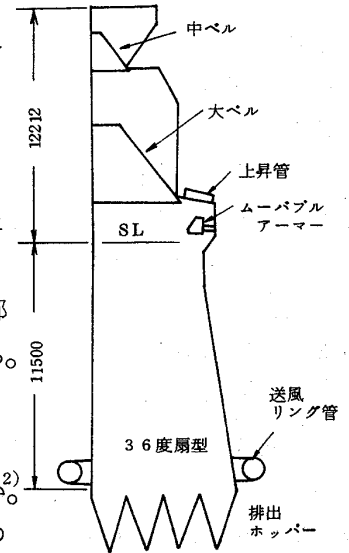 中ベル
大ベル
12212
上昇管
ムーバブル
アーマー
SL
部
。
11500
送風
リング管
36度扇型
2)
。
排出
ホッパー